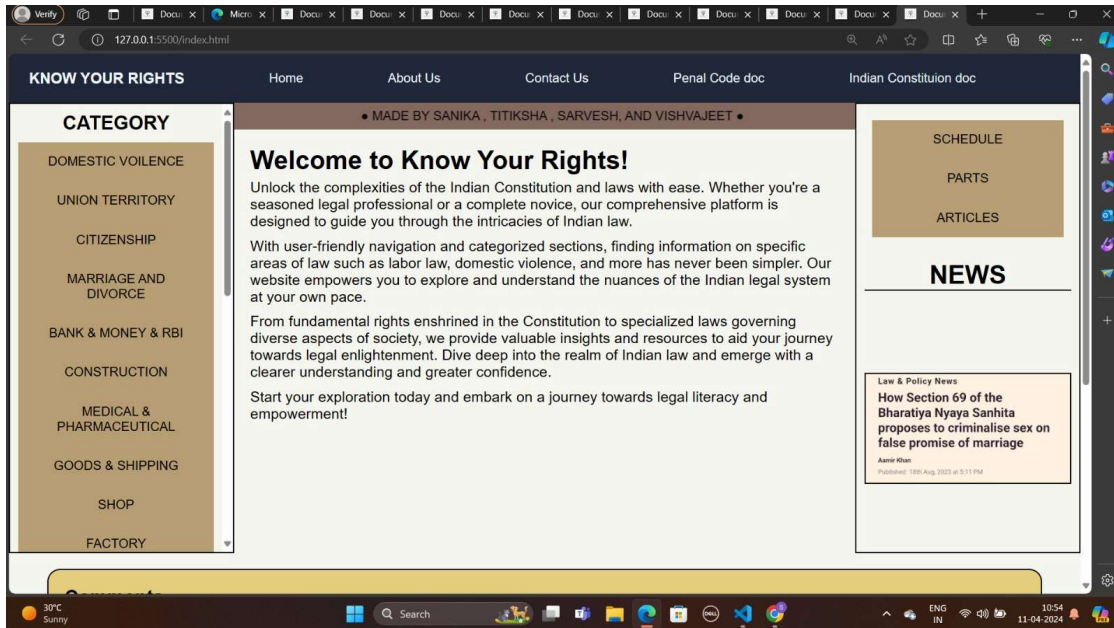 Verify
Docu
Micro
Docu
Docu
Docu
Docu
Docu
Docu
Docu
Docu
Docu
Docu
127.0.0.1:5500/index.html
KNOW YOUR RIGHTS
Home
About Us
Contact Us
Penal Code doc
Indian Constituion doc
CATEGORY
DOMESTIC VOILENCE
UNION TERRITORY
CITIZENSHIP
MARRIAGE AND
DIVORCE
BANK & MONEY & RBI
CONSTRUCTION
MEDICAL &
PHARMACEUTICAL
GOODS & SHIPPING
SHOP
FACTORY
• MADE BY SANIKA , TITIKSHA , SARVESH, AND VISHVAJEET •
Welcome to Know Your Rights!
Unlock the complexities of the Indian Constitution and laws with ease. Whether you're a
seasoned legal professional or a complete novice, our comprehensive platform is
designed to guide you through the intricacies of Indian law.
With user-friendly navigation and categorized sections, finding information on specific
areas of law such as labor law, domestic violence, and more has never been simpler. Our
website empowers you to explore and understand the nuances of the Indian legal system
at your own pace.
From fundamental rights enshrined in the Constitution to specialized laws governing
diverse aspects of society, we provide valuable insights and resources to aid your journey
towards legal enlightenment. Dive deep into the realm of Indian law and emerge with a
clearer understanding and greater confidence.
Start your exploration today and embark on a journey towards legal literacy and
empowerment!
SCHEDULE
PARTS
ARTICLES
NEWS
Law & Policy News
How Section 69 of the
Bharatiya Nyaya Sanhita
proposes to criminalise sex on
false promise of marriage
Aamir Khan
Published: 18th Aug, 2023 at 5:11 PM
30°C
Sunny
Search
ENG
IN
10:54
11-04-2024